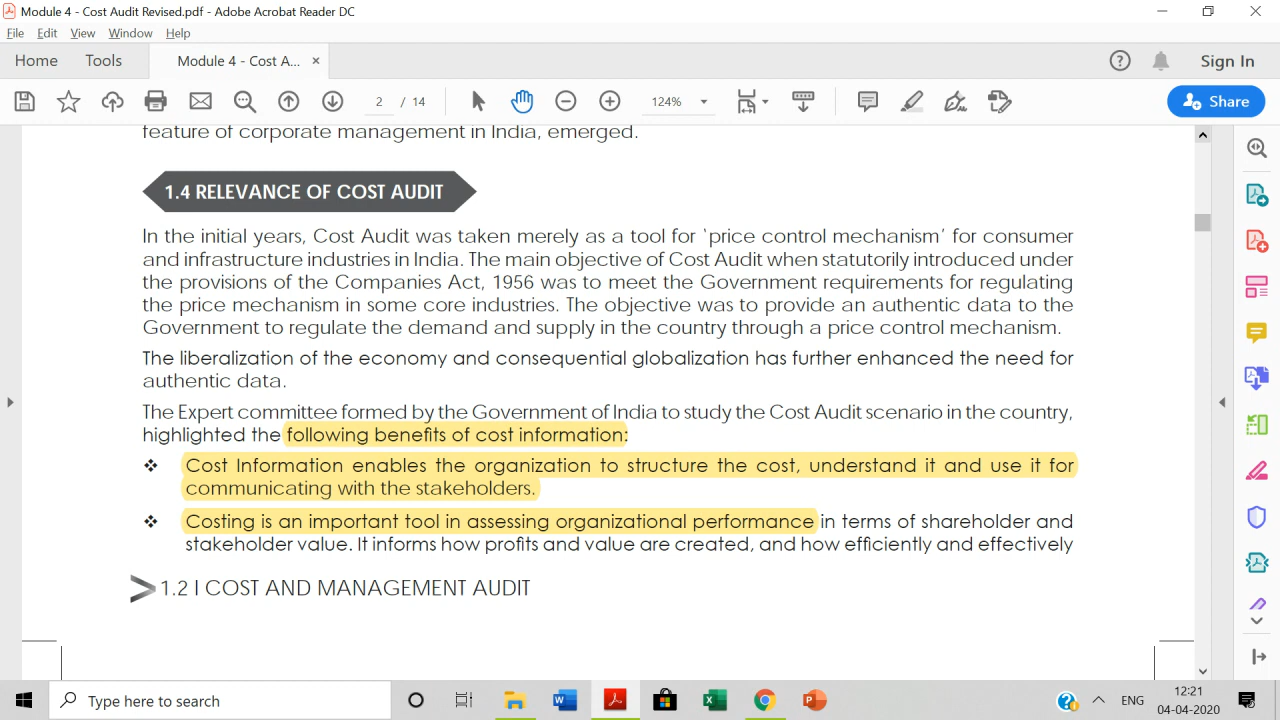 Module 4 - Cost Audit Revised.pdf - Adobe Acrobat Reader DC
File Edit View Window Help
Home Tools Module 4 - Cost A... × Sign In
2 / 14 124% Share
feature of corporate management in India, emerged.
1.4 RELEVANCE OF COST AUDIT
In the initial years, Cost Audit was taken merely as a tool for ‘price control mechanism’ for consumer
and infrastructure industries in India. The main objective of Cost Audit when statutorily introduced under
the provisions of the Companies Act, 1956 was to meet the Government requirements for regulating
the price mechanism in some core industries. The objective was to provide an authentic data to the
Government to regulate the demand and supply in the country through a price control mechanism.
The liberalization of the economy and consequential globalization has further enhanced the need for
authentic data.
The Expert committee formed by the Government of India to study the Cost Audit scenario in the country,
highlighted the following benefits of cost information:
❖ Cost Information enables the organization to structure the cost, understand it and use it for
communicating with the stakeholders.
❖ Costing is an important tool in assessing organizational performance in terms of shareholder and
stakeholder value. It informs how profits and value are created, and how efficiently and effectively
1.2 I COST AND MANAGEMENT AUDIT
Type here to search
ENG
12:21
04-04-2020